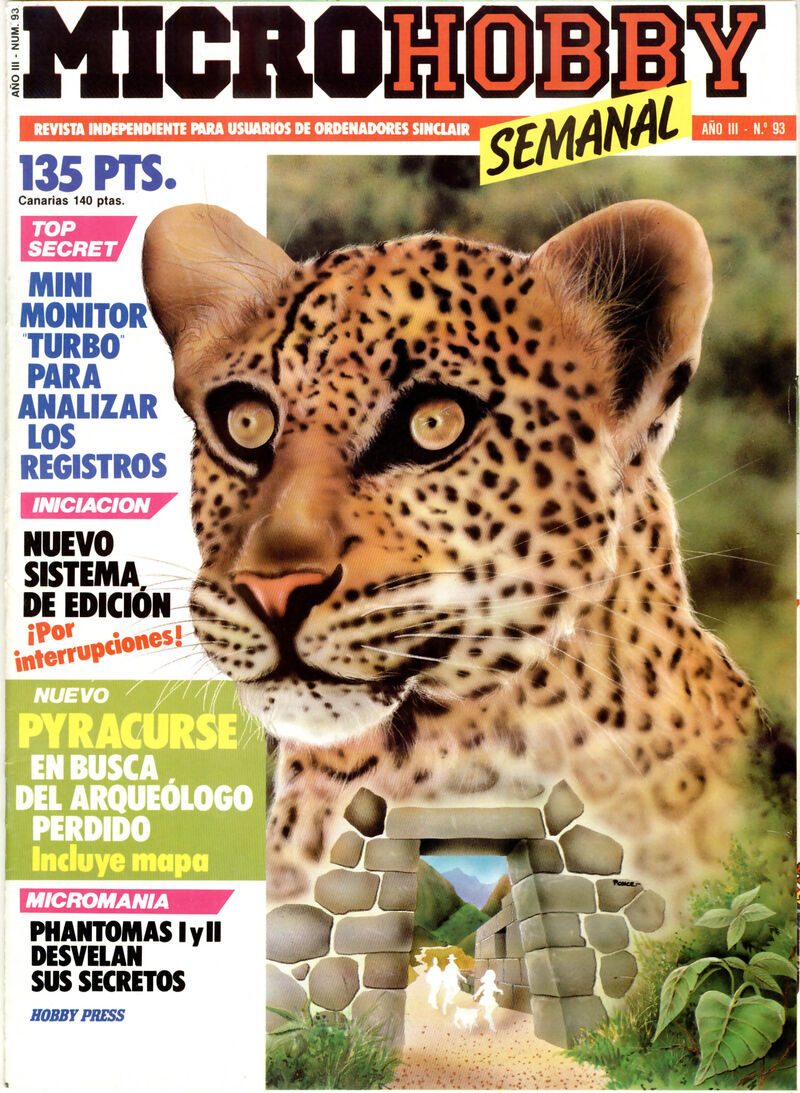 AÑO III - NUM. 93
MICROHOBBY
REVISTA INDEPENDIENTE PARA USUARIOS DE ORDENADORES SINCLAIR
SEMANAL
AÑO III - N.º 93
135 PTS.
Canarias 140 ptas.
TOP
SECRET
MINI
MONITOR
"TURBO"
PARA
ANALIZAR
LOS
REGISTROS
INICIACION
NUEVO
SISTEMA
DE EDICIÓN
¡Por
interrupciones!
NUEVO
PYRACURSE
EN BUSCA
DEL ARQUEÓLOGO
PERDIDO
Incluye mapa
MICROMANIA
PHANTOMAS I y II
DESVELAN
SUS SECRETOS
HOBBY PRESS
PONCE